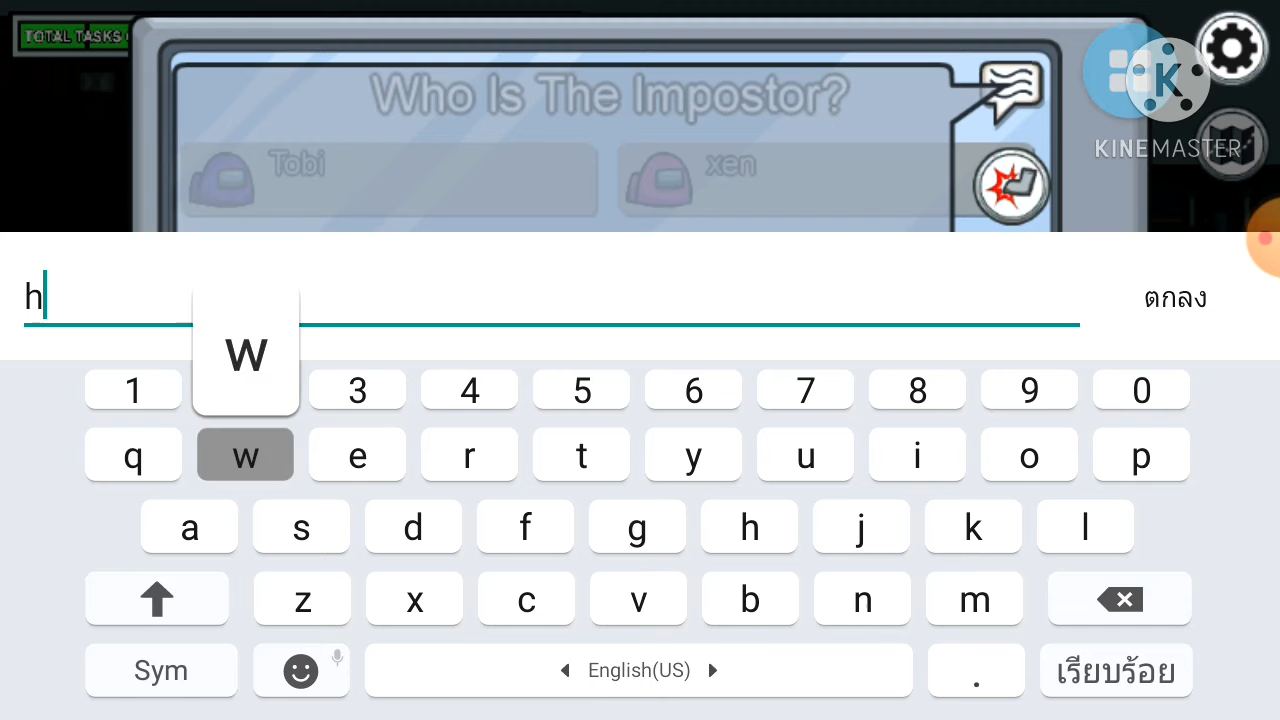 TOTAL TASKS
Who Is The Impostor?
Tobi
xen
K
KINEMASTER
h
ตกลง
w
1 3 4 5 6 7 8 9 0
q w e r t y u i o p
a s d f g h j k l
z x c v b n m
Sym English(US) . เรียบร้อย